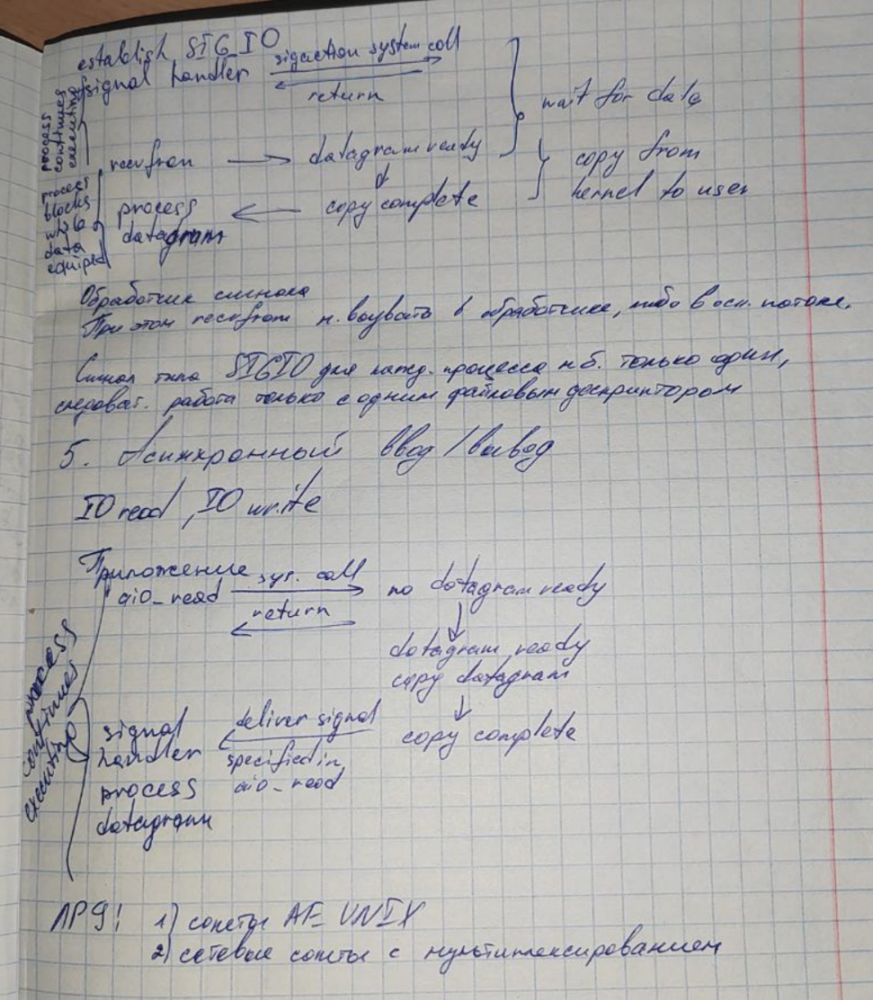 establish SIG_IO
signal handler
sigaction system call
return
wait for data
process
continues
executing
recvfrom
datagram ready
copy from
kernel to user
process
blocks
while
data
process
datagram
copy complete
Обработчик сигнала
При этом recvfrom м. вызвать в обработчике, либо в осн. потоке.
Сигнал типа SIGIO для кажд. процесса м.б. только один,
следоват. работа только с одним файловым дескриптором
5. Асинхронный ввод/вывод
IO read, IO write
Приложение
aio_read
sys. call
return
no datagram ready
datagram ready
copy datagram
process
continues
executing
signal
handler
process
datagram
deliver signal
specified in
aio_read
copy complete
ЛР9! 1) сокеты AF_UNIX
2) сетевые сокеты с мультиплексированием